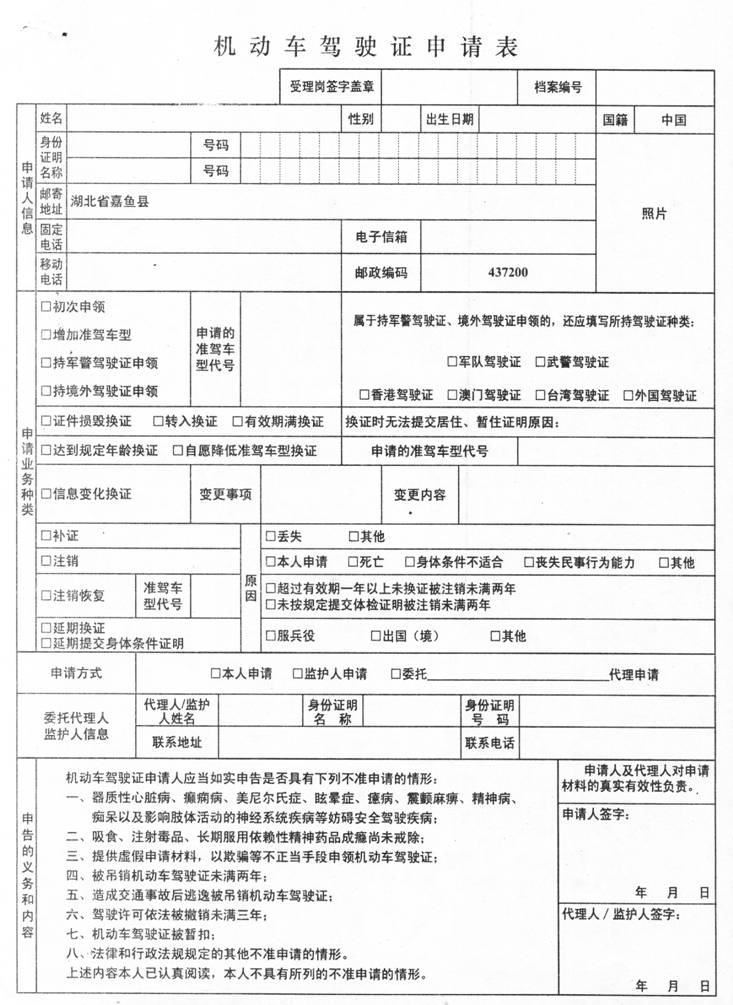 机动车驾驶证申请表
受理岗签字盖章 档案编号
申请人信息
姓名 性别 出生日期 国籍 中国
身份证明名称 号码
号码
照片
邮寄地址 湖北省嘉鱼县
固定电话 电子信箱
移动电话 邮政编码 437200
申请业务种类
□初次申领
□增加准驾车型
□持军警驾驶证申领
□持境外驾驶证申领
申请的准驾车型代号
属于持军警驾驶证、境外驾驶证申领的，还应填写所持驾驶证种类：
□军队驾驶证 □武警驾驶证
□香港驾驶证 □澳门驾驶证 □台湾驾驶证 □外国驾驶证
□证件损毁换证 □转入换证 □有效期满换证 换证时无法提交居住、暂住证明原因：
□达到规定年龄换证 □自愿降低准驾车型换证 申请的准驾车型代号
□信息变化换证 变更事项 变更内容
□补证 原因 □丢失 □其他
□注销 □本人申请 □死亡 □身体条件不适合 □丧失民事行为能力 □其他
□注销恢复 准驾车型代号 □超过有效期一年以上未换证被注销未满两年
□未按规定提交体检证明被注销未满两年
□延期换证
□延期提交身体条件证明 □服兵役 □出国（境） □其他
申请方式 □本人申请 □监护人申请 □委托 代理申请
委托代理人
监护人信息
代理人/监护人姓名 身份证明名 称 身份证明号 码
联系地址 联系电话
申告的义务和内容
机动车驾驶证申请人应当如实申告是否具有下列不准申请的情形：
一、器质性心脏病、癫痫病、美尼尔氏症、眩晕症、癔病、震颤麻痹、精神病、
痴呆以及影响肢体活动的神经系统疾病等妨碍安全驾驶疾病；
二、吸食、注射毒品、长期服用依赖性精神药品成瘾尚未戒除；
三、提供虚假申请材料，以欺骗等不正当手段申领机动车驾驶证；
四、被吊销机动车驾驶证未满两年；
五、造成交通事故后逃逸被吊销机动车驾驶证；
六、驾驶许可依法被撤销未满三年；
七、机动车驾驶证被暂扣；
八、法律和行政法规规定的其他不准申请的情形。
上述内容本人已认真阅读，本人不具有所列的不准申请的情形。
申请人及代理人对申请
材料的真实有效性负责。
申请人签字：
年 月 日
代理人／监护人签字：
年 月 日